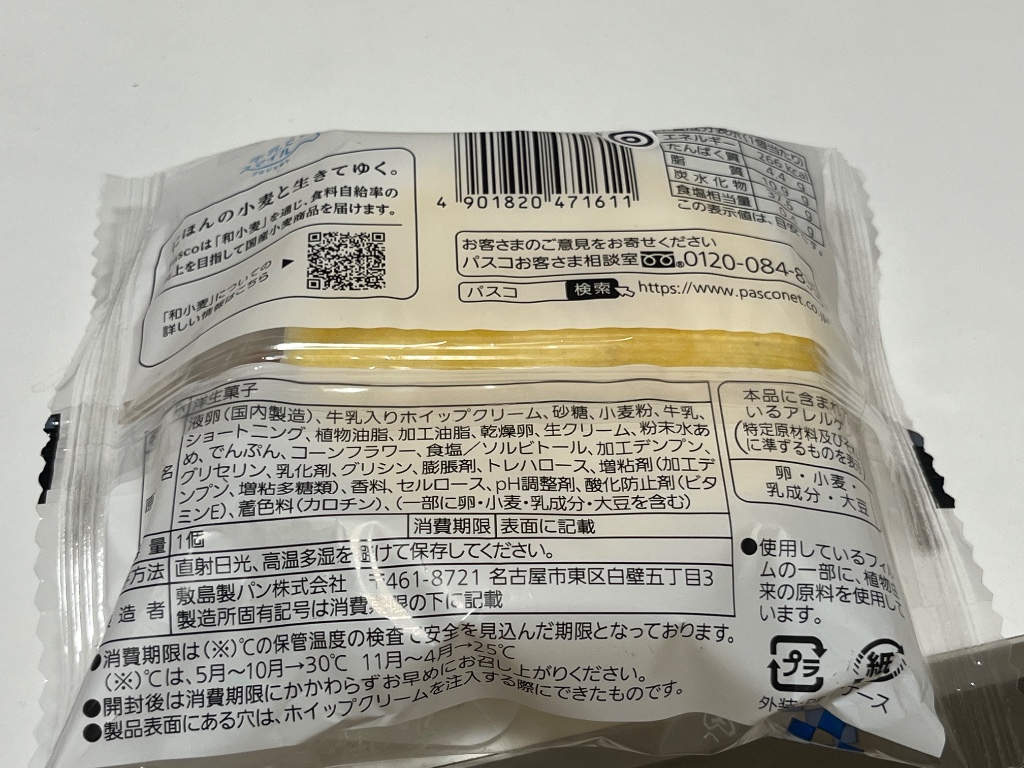 スマイル
にほんの小麦と生きてゆく。
Pascoは「和小麦」を通じ、食料自給率の
向上を目指して国産小麦商品を届けます。
「和小麦」についての
詳しい情報はこちら
4 901820 471611
(1個当たり)
エネルギー 266kcal
たんぱく質 4.4g
脂質
炭水化物
食塩相当量
この表示値は、目安です。
お客さまのご意見をお寄せください
パスコお客さま相談室 0120-084-8
パスコ 検索 https://www.pasconet.co.jp
洋生菓子
液卵(国内製造)、牛乳入りホイップクリーム、砂糖、小麦粉、牛乳、
ショートニング、植物油脂、加工油脂、乾燥卵、生クリーム、粉末水あ
め、でんぷん、コーンフラワー、食塩／ソルビトール、加工デンプン、
グリセリン、乳化剤、グリシン、膨脹剤、トレハロース、増粘剤(加工デ
ンプン、増粘多糖類)、香料、セルロース、pH調整剤、酸化防止剤(ビタ
ミンE)、着色料(カロチン)、(一部に卵・小麦・乳成分・大豆を含む)
名
量 1個 消費期限 表面に記載
方法 直射日光、高温多湿を避けて保存してください。
造者 敷島製パン株式会社 〒461-8721 名古屋市東区白壁五丁目3
製造所固有記号は消費期限の下に記載
●消費期限は(※)℃の保管温度の検査で安全を見込んだ期限となっております。
(※)℃は、5月〜10月→30℃ 11月〜4月→25℃
●開封後は消費期限にかかわらずお早めにお召し上がりください。
●製品表面にある穴は、ホイップクリームを注入する際にできたものです。
本品に含まれ
いるアレルゲ
(特定原材料及びそ
に準ずるものを表
卵・小麦・
乳成分・大豆
●使用しているフィル
ムの一部に、植物由
来の原料を使用して
います。
プラ 紙
外装:
ース